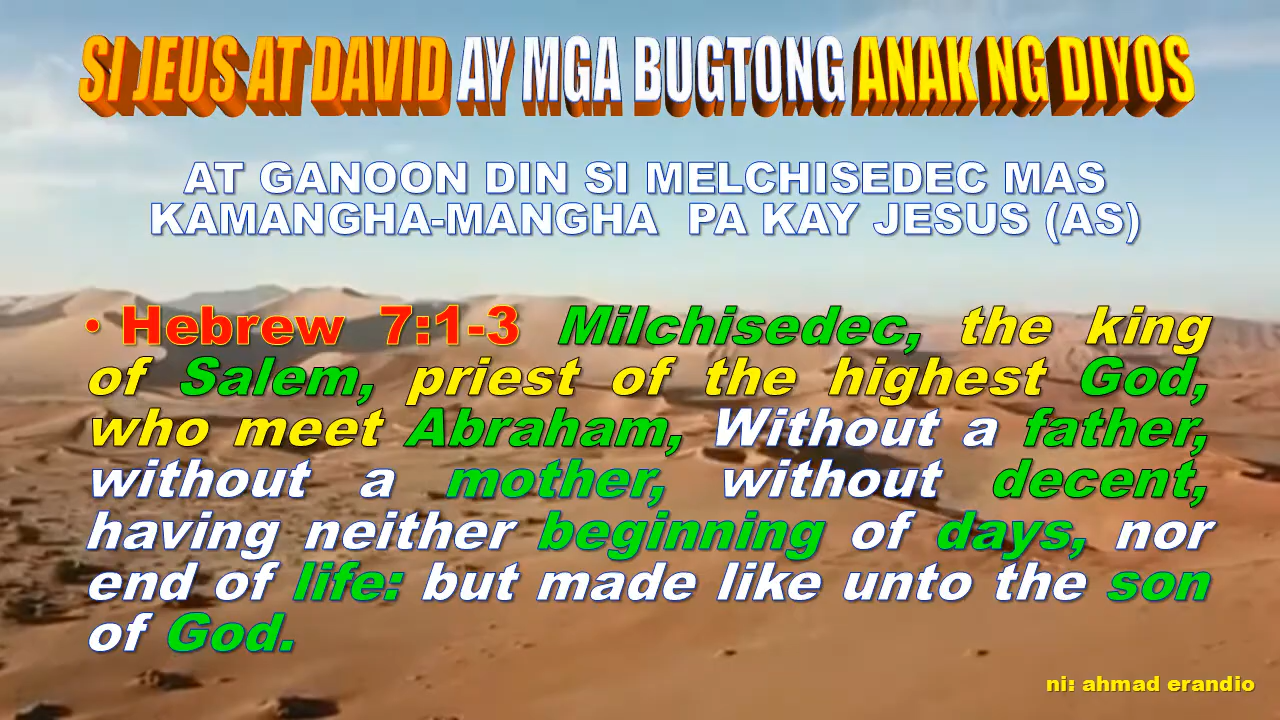 SI JEUS AT DAVID AY MGA BUGTONG ANAK NG DIYOS
AT GANOON DIN SI MELCHISEDEC MAS
KAMANGHA-MANGHA PA KAY JESUS (AS)
• Hebrew 7:1-3 Milchisedec, the king
of Salem, priest of the highest God,
who meet Abraham, Without a father,
without a mother, without decent,
having neither beginning of days, nor
end of life: but made like unto the son
of God.
ni: ahmad erandio